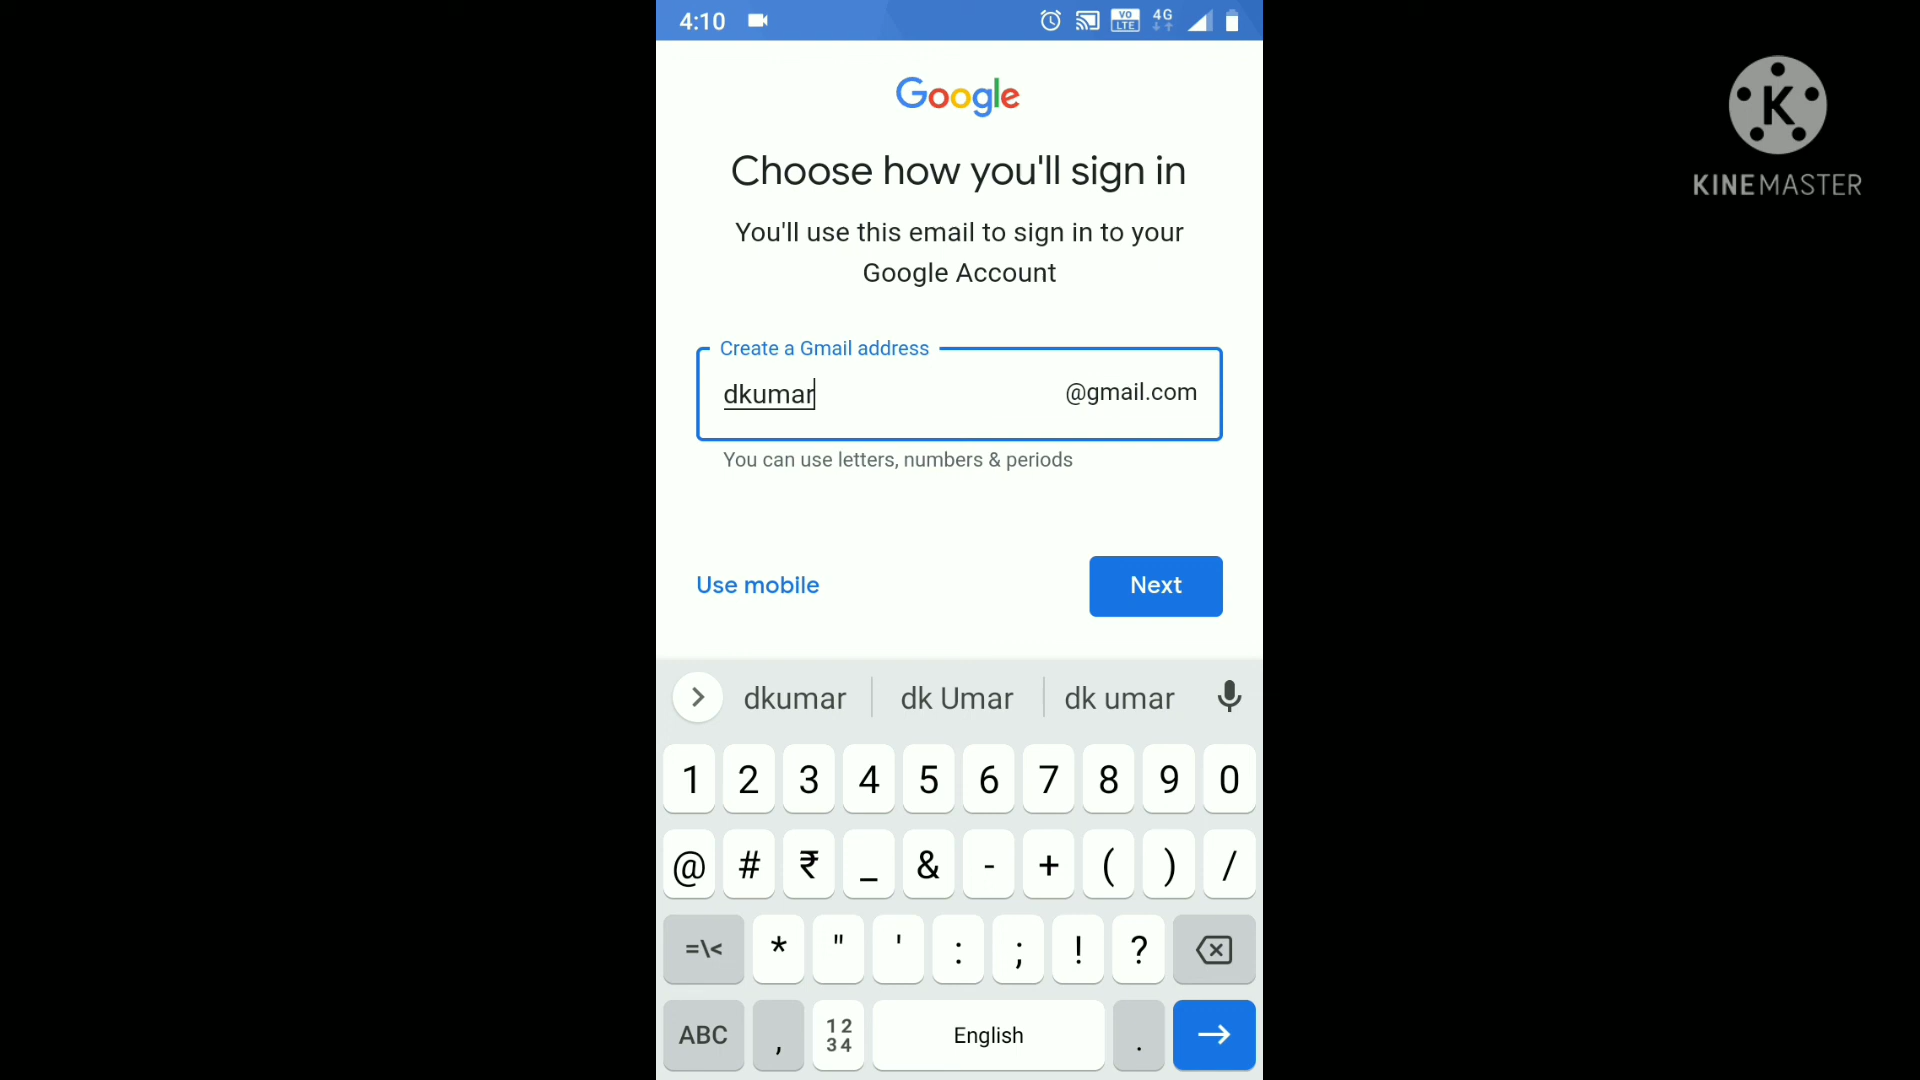 4:10
VO
LTE
4G
K
KINEMASTER
Google
Choose how you'll sign in
You'll use this email to sign in to your
Google Account
Create a Gmail address
dkumar
@gmail.com
You can use letters, numbers & periods
Use mobile
Next
dkumar
dk Umar
dk umar
1 2 3 4 5 6 7 8 9 0
@ # ₹ _ & - + ( ) /
=\< * " ' : ; ! ?
ABC , 12 34 English .